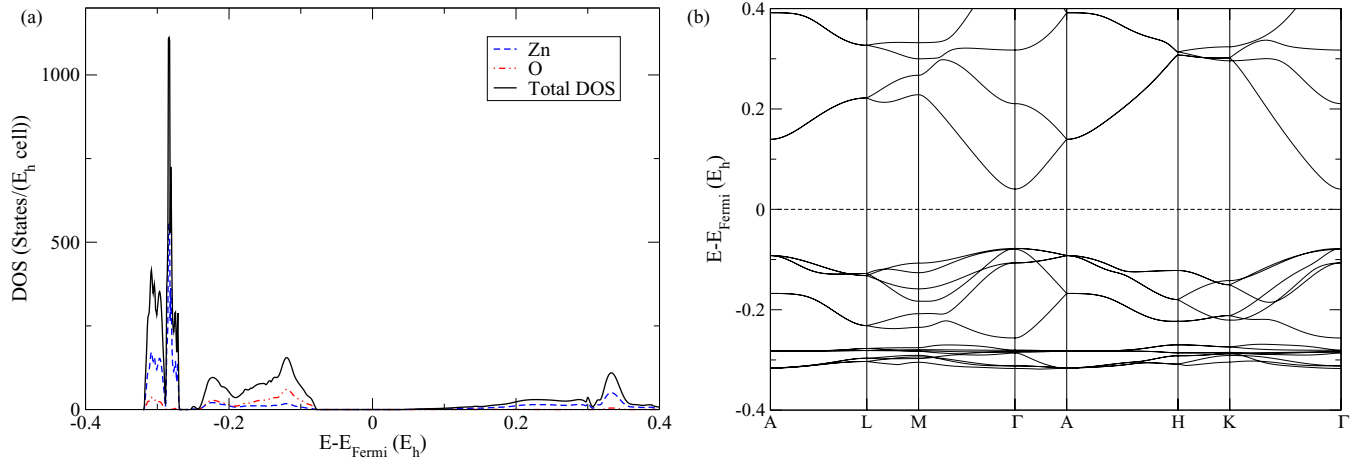 (a)
DOS (States/(E_h cell))
1000
500
0
Zn
O
Total DOS
-0.4
-0.2
0
0.2
0.4
E-E_Fermi (E_h)
(b)
E-E_Fermi (E_h)
0.4
0.2
0
-0.2
-0.4
A
L
M
Γ
A
H
K
Γ